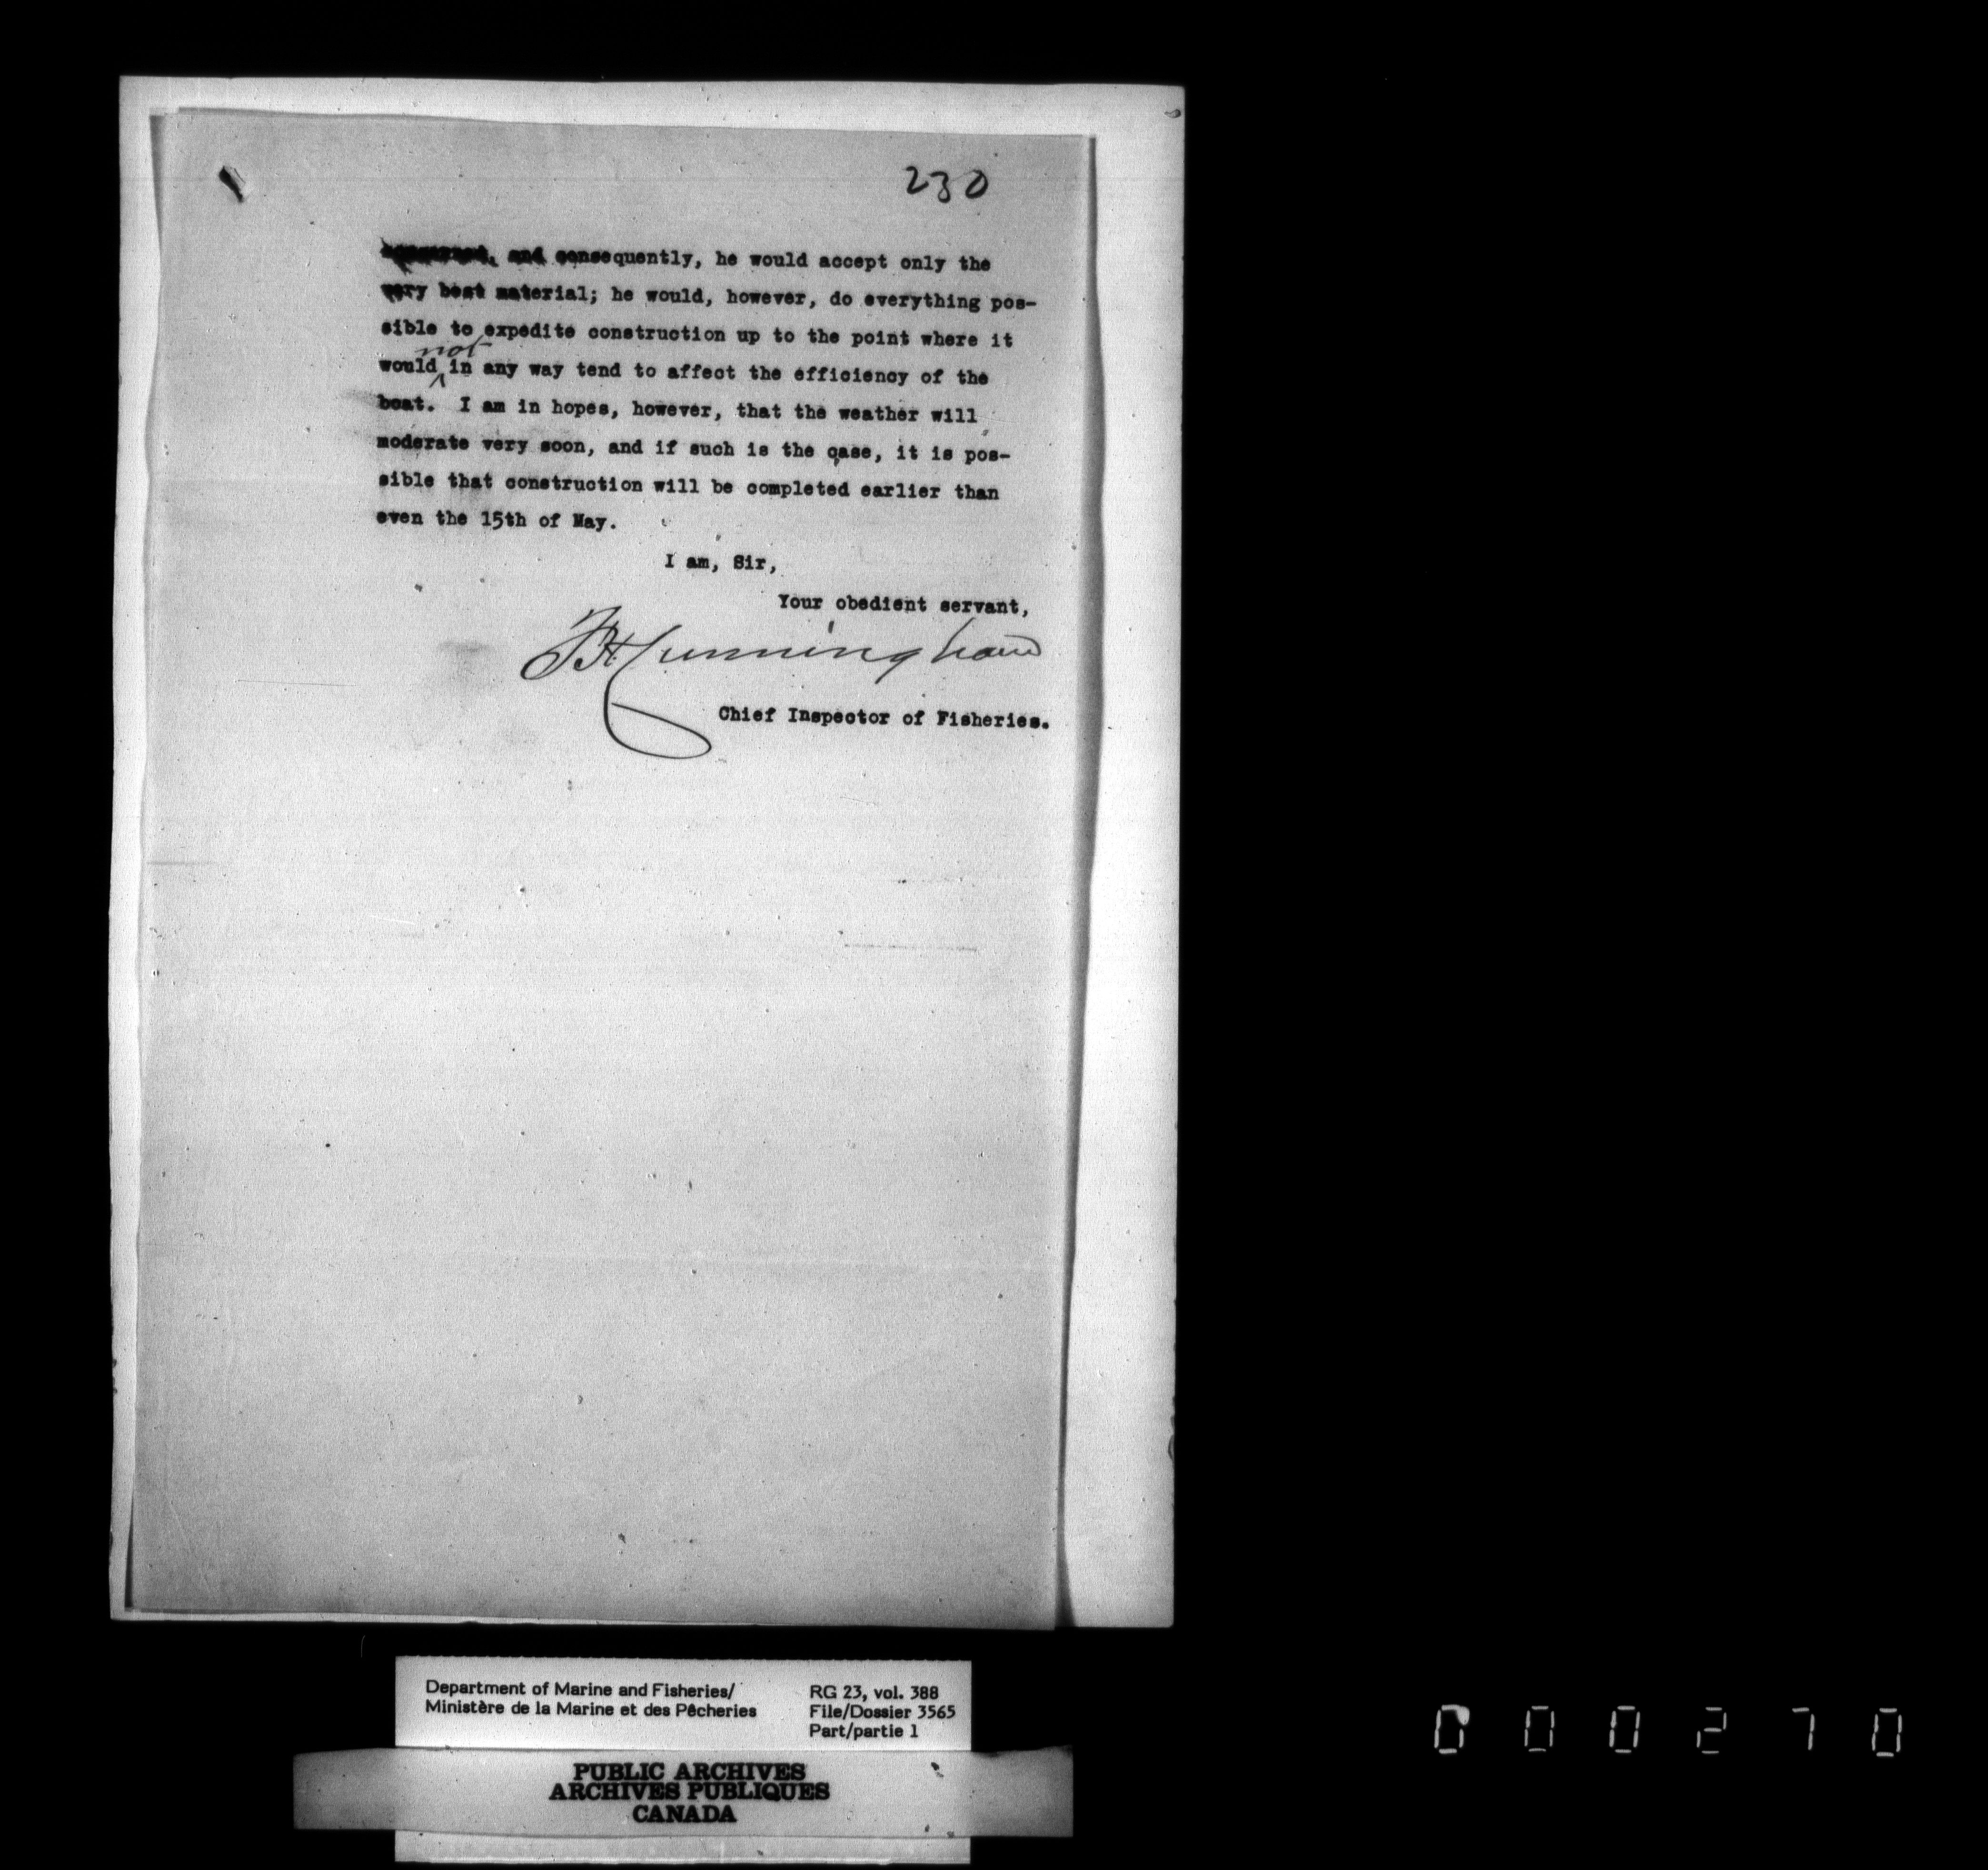 230
and consequently, he would accept only the
very best material; he would, however, do everything pos-
sible to expedite construction up to the point where it
not
would in any way tend to affect the efficiency of the
boat. I am in hopes, however, that the weather will
moderate very soon, and if such is the case, it is pos-
sible that construction will be completed earlier than
even the 15th of May.
I am, Sir,
Your obedient servant,
Cunningham
Chief Inspector of Fisheries.
Department of Marine and Fisheries/
Ministère de la Marine et des Pêcheries
RG 23, vol. 388
File/Dossier 3565
Part/partie 1
PUBLIC ARCHIVES
ARCHIVES PUBLIQUES
CANADA
000270